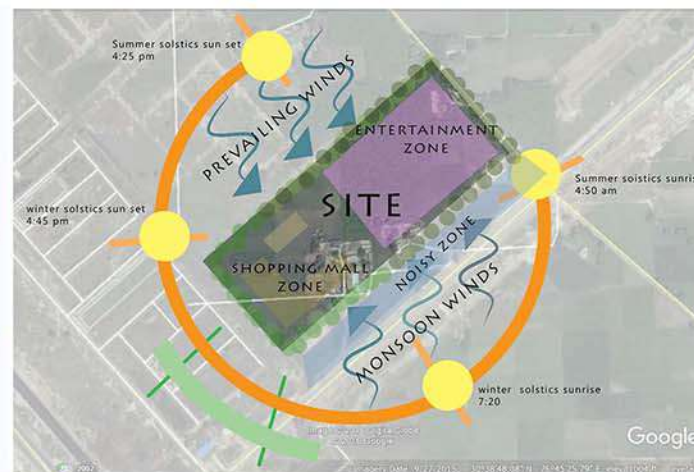 Summer solstics sun set
4:25 pm
PREVAILING WINDS
ENTERTAINMENT
ZONE
Summer soistics sunrise
4:50 am
SITE
winter solstics sun set
4:45 pm
SHOPPING MALL
ZONE
NOISY ZONE
MONSOON WINDS
winter solstics sunrise
7:20
Google